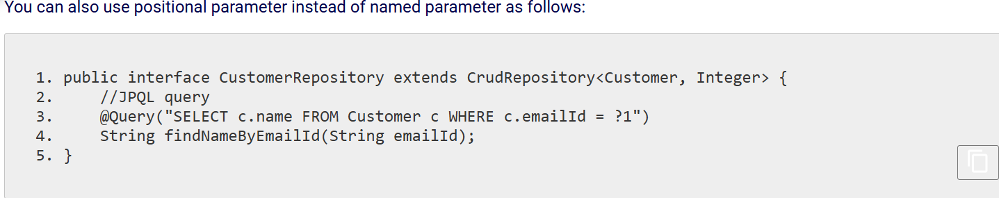 You can also use positional parameter instead of named parameter as follows:
1. public interface CustomerRepository extends CrudRepository<Customer, Integer> {
2.     //JPQL query
3.     @Query("SELECT c.name FROM Customer c WHERE c.emailId = ?1")
4.     String findNameByEmailId(String emailId);
5. }